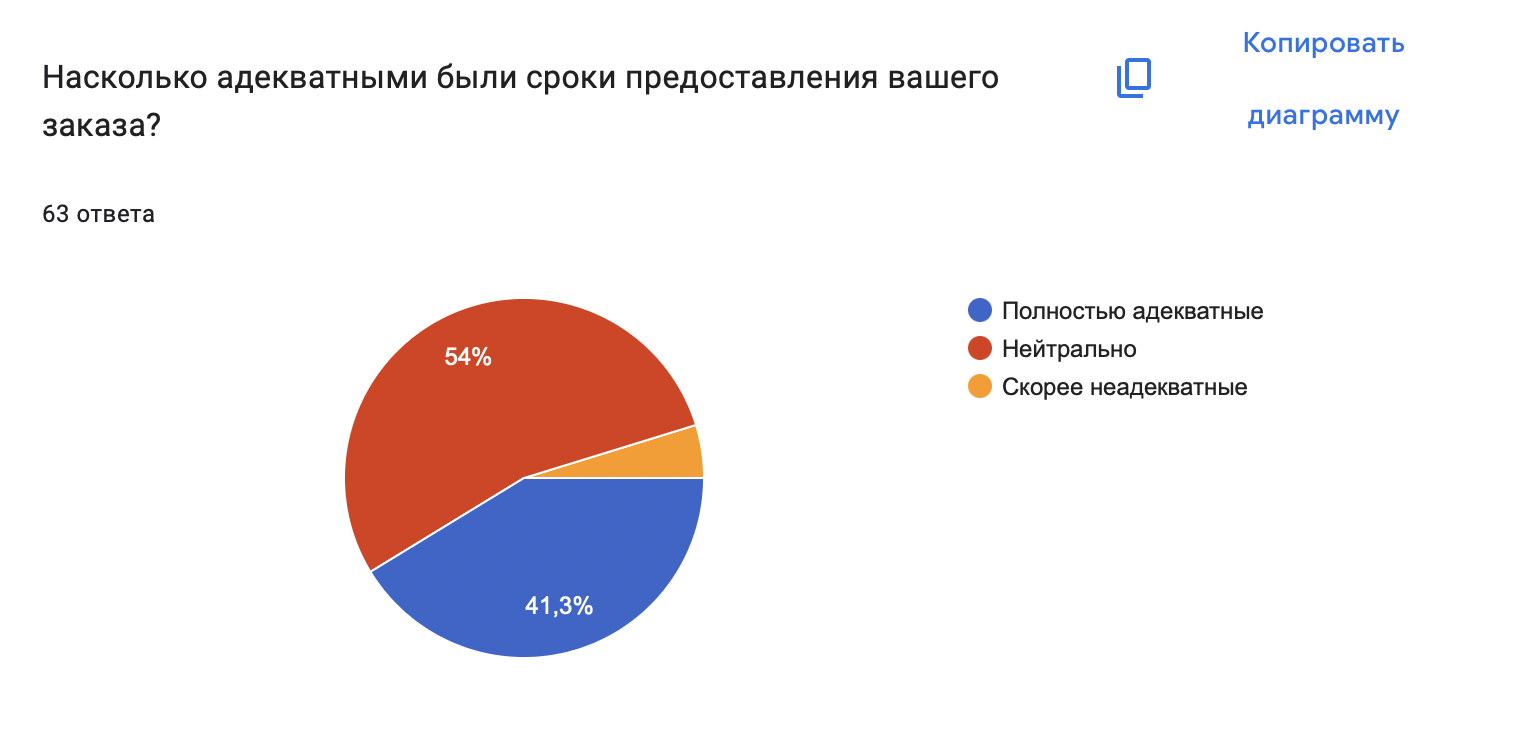 Насколько адекватными были сроки предоставления вашего
заказа?
Копировать
диаграмму
63 ответа
54%
41,3%
Полностью адекватные
Нейтрально
Скорее неадекватные